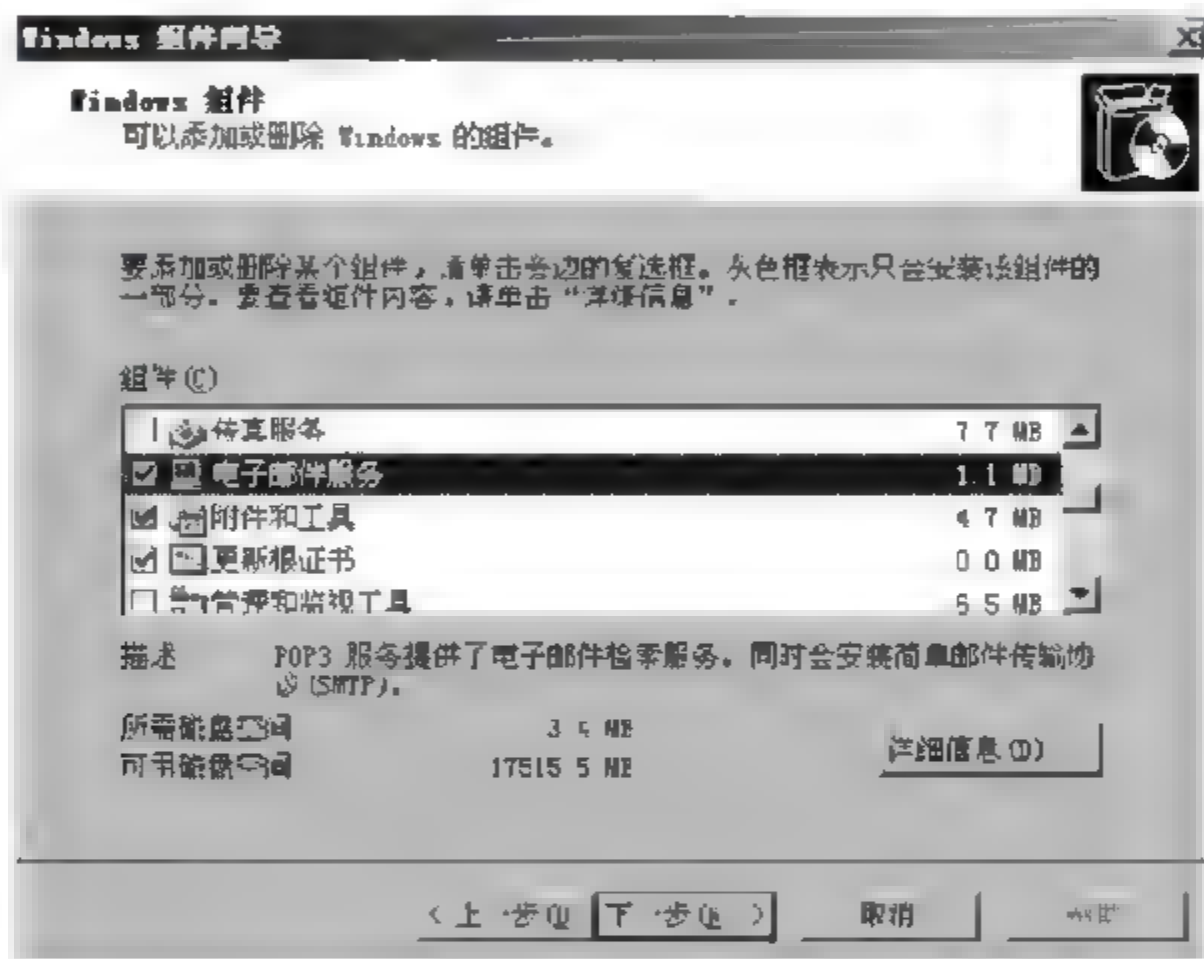 Windows 组件向导
Windows 组件
可以添加或删除 Windows 的组件。
要添加或删除某个组件，请单击旁边的复选框。灰色框表示只会安装该组件的
一部分。要查看组件内容，请单击“详细信息”。
组件(C)
传真服务 7 7 MB
电子邮件服务 1.1 MB
附件和工具 4 7 MB
更新根证书 0 0 MB
管理和监视工具 6 5 MB
描述 POP3 服务提供了电子邮件检索服务。同时会安装简单邮件传输协
议(SMTP)。
所需磁盘空间 MB
可用磁盘空间 17515 5 MB
详细信息(D)
<上一步(B) 下一步(N) > 取消 帮助